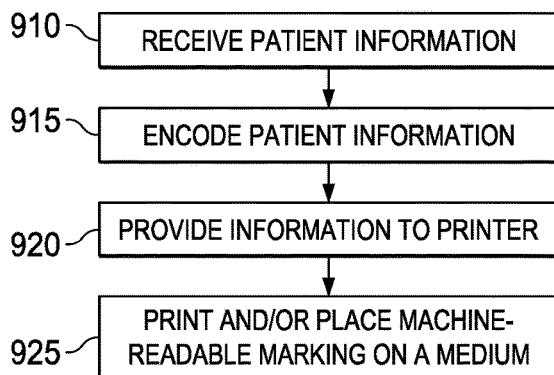 910
RECEIVE PATIENT INFORMATION
915
ENCODE PATIENT INFORMATION
920
PROVIDE INFORMATION TO PRINTER
925
PRINT AND/OR PLACE MACHINE-
READABLE MARKING ON A MEDIUM